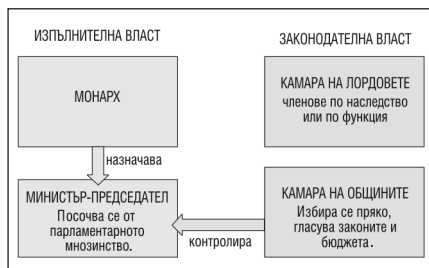 ИЗПЪЛНИТЕЛНА ВЛАСТ
МОНАРХ
назначава
МИНИСТЪР-ПРЕДСЕДАТЕЛ
Посочва се от
парламентарното
мнозинство.
контролира
ЗАКОНОДАТЕЛНА ВЛАСТ
КАМАРА НА ЛОРДОВЕТЕ
членове по наследство
или по функция
КАМАРА НА ОБЩИНИТЕ
Избира се пряко,
гласува законите и
бюджета.